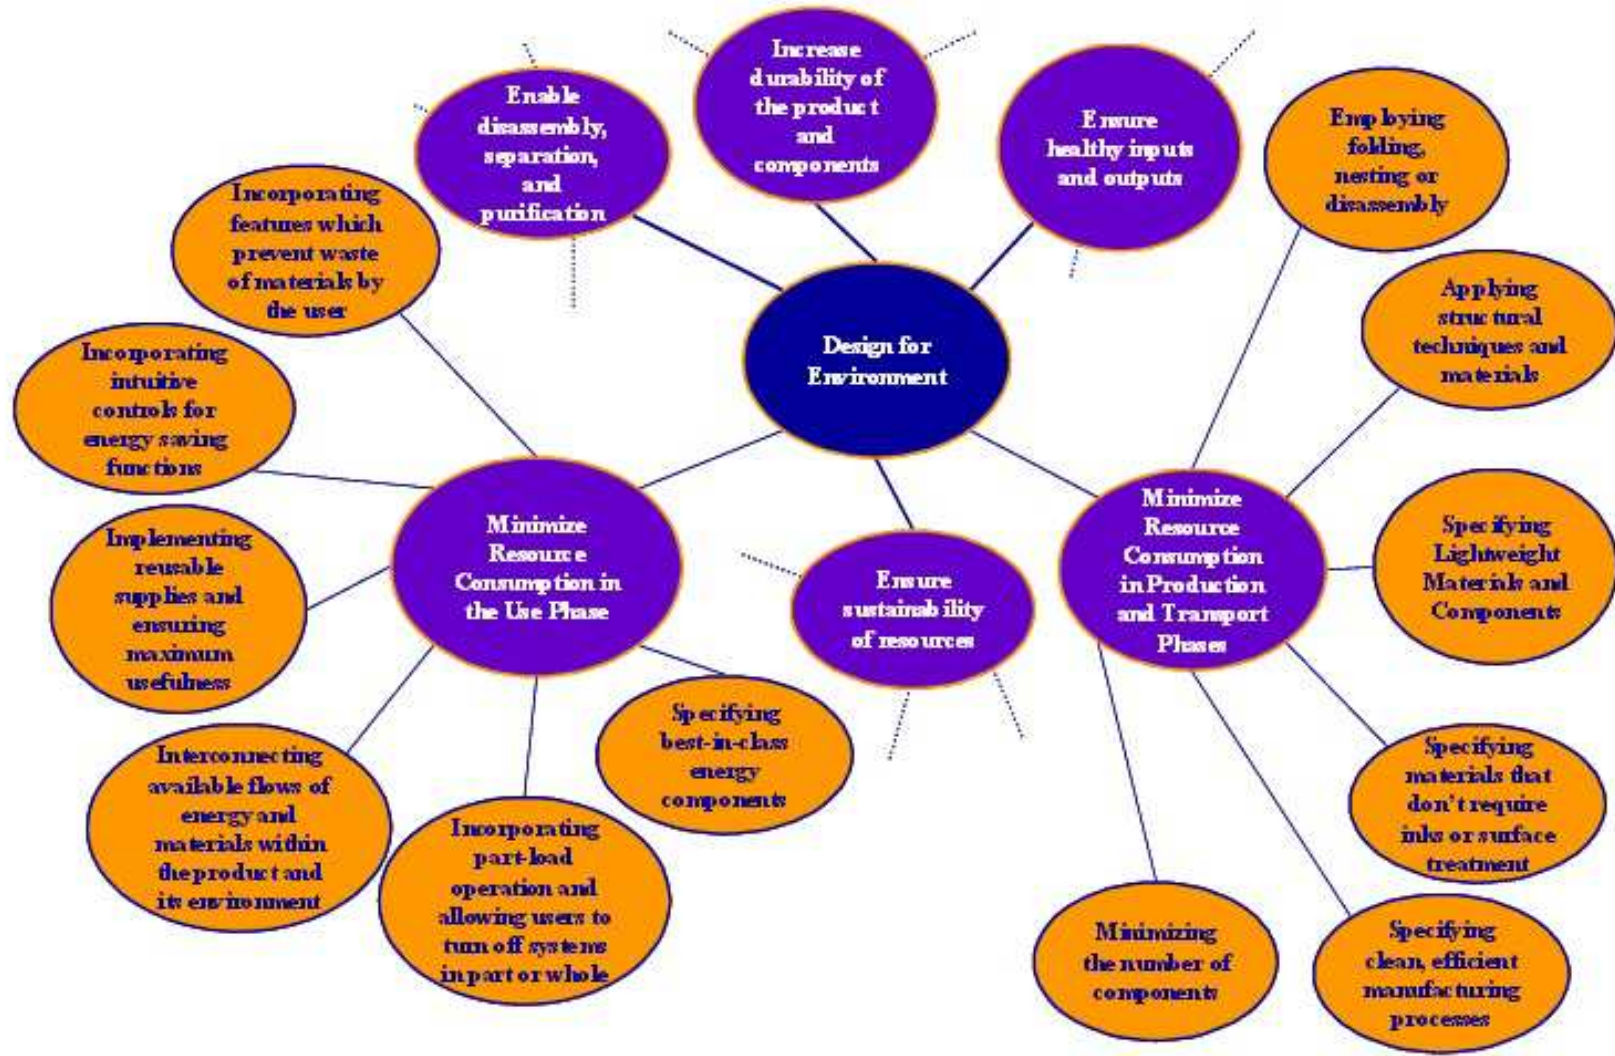 Increase
durability of
the product
and
components
Enable
disassembly,
separation,
and
purification
Ensure
healthy inputs
and outputs
Employing
folding,
nesting or
disassembly
Incorporating
features which
prevent waste
of materials by
the user
Applying
structural
techniques and
materials
Design for
Environment
Incorporating
intuitive
controls for
energy saving
functions
Minimize
Resource
Consumption in
the Use Phase
Ensure
sustainability
of resources
Minimize
Resource
Consumption
in Production
and Transport
Phases
Specifying
Lightweight
Materials and
Components
Implementing
reusable
supplies and
ensuring
maximum
usefulness
Specifying
best-in-class
energy
components
Interconnecting
available flows of
energy and
materials within
the product and
its environment
Incorporating
part-load
operation and
allowing users to
turn off systems
in part or whole
Specifying
materials that
don't require
inks or surface
treatment
Minimizing
the number of
components
Specifying
clean, efficient
manufacturing
processes